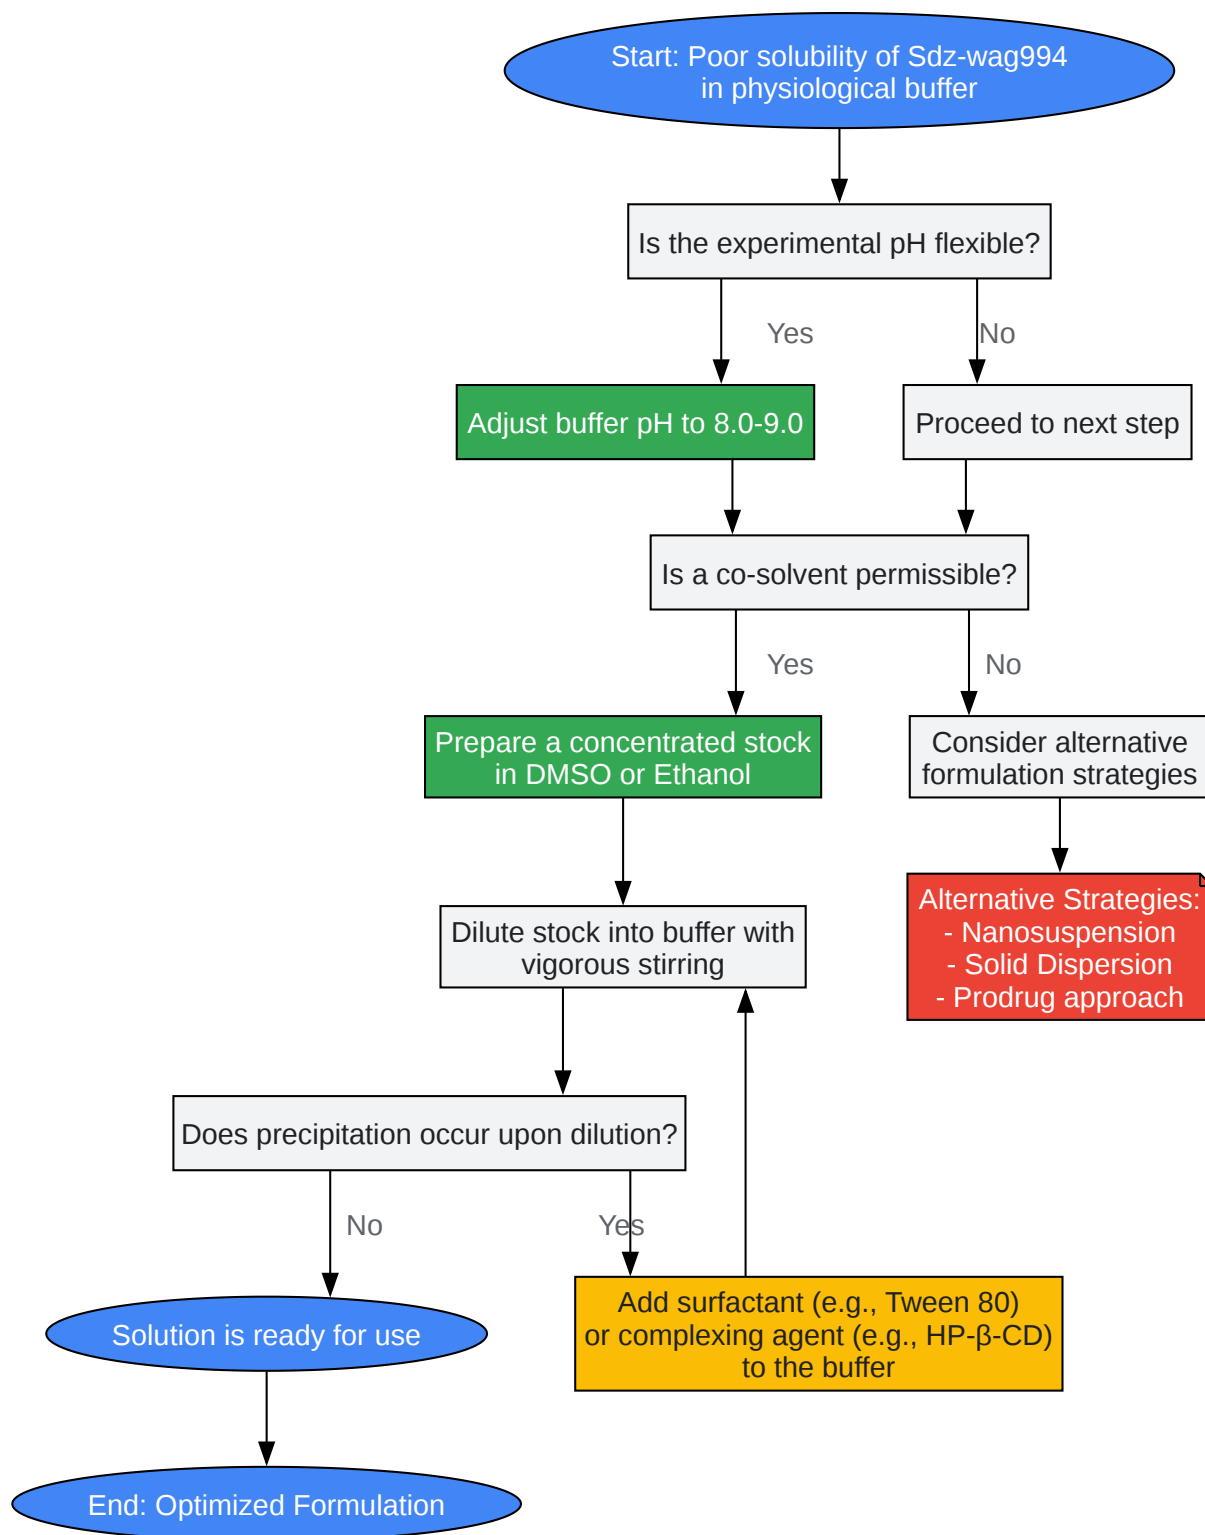 Start: Poor solubility of Sdz-wag994
in physiological buffer
Is the experimental pH flexible?
Yes
No
Adjust buffer pH to 8.0-9.0
Proceed to next step
Is a co-solvent permissible?
Yes
No
Prepare a concentrated stock
in DMSO or Ethanol
Consider alternative
formulation strategies
Alternative Strategies:
- Nanosuspension
- Solid Dispersion
- Prodrug approach
Dilute stock into buffer with
vigorous stirring
Does precipitation occur upon dilution?
No
Yes
Add surfactant (e.g., Tween 80)
or complexing agent (e.g., HP-β-CD)
to the buffer
Solution is ready for use
End: Optimized Formulation